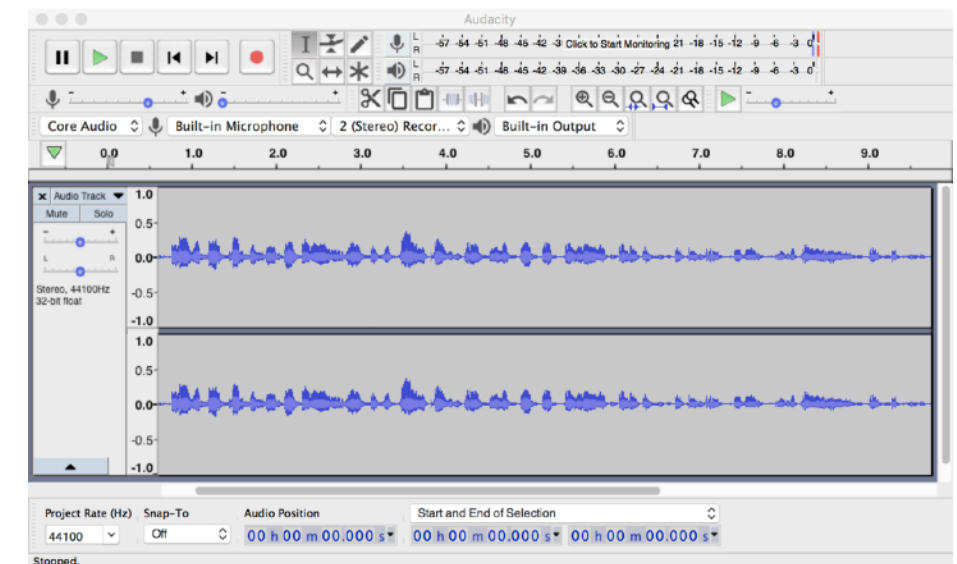 Audacity
L
R
-57 -54 -51 -48 -45 -42 -3 Click to Start Monitoring 21 -18 -15 -12 -9 -6 -3 0
L
R
-57 -54 -51 -48 -45 -42 -39 -36 -33 -30 -27 -24 -21 -18 -15 -12 -9 -6 -3 0
- +
- +
- +
Core Audio Built-in Microphone 2 (Stereo) Recor... Built-in Output
0.0 1.0 2.0 3.0 4.0 5.0 6.0 7.0 8.0 9.0
x Audio Track
Mute Solo
- +
L R
Stereo, 44100Hz
32-bit float
1.0
0.5-
0.0-
-0.5-
-1.0
1.0
0.5-
0.0-
-0.5-
-1.0
Project Rate (Hz) Snap-To Audio Position Start and End of Selection
44100 Off 00 h 00 m 00.000 s 00 h 00 m 00.000 s 00 h 00 m 00.000 s
Stopped.